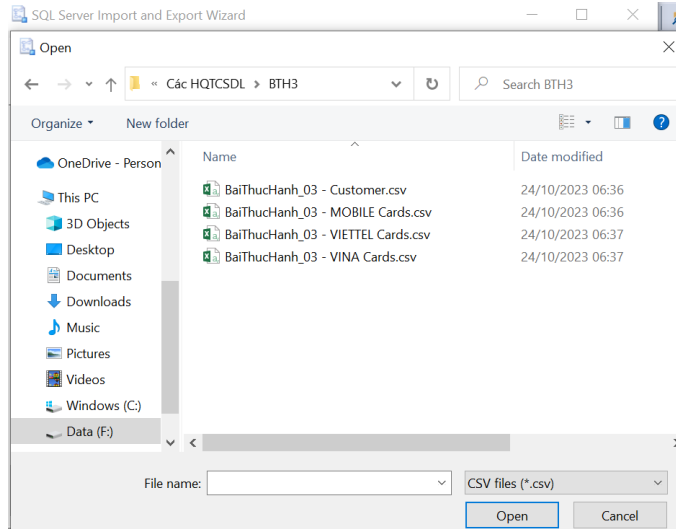 SQL Server Import and Export Wizard
Open
« Các HQTCSDL > BTH3
Search BTH3
Organize
New folder
Name
Date modified
OneDrive - Person
This PC
3D Objects
Desktop
Documents
Downloads
Music
Pictures
Videos
Windows (C:)
Data (F:)
BaiThucHanh_03 - Customer.csv 24/10/2023 06:36
BaiThucHanh_03 - MOBILE Cards.csv 24/10/2023 06:36
BaiThucHanh_03 - VIETTEL Cards.csv 24/10/2023 06:37
BaiThucHanh_03 - VINA Cards.csv 24/10/2023 06:37
File name:
CSV files (*.csv)
Open
Cancel